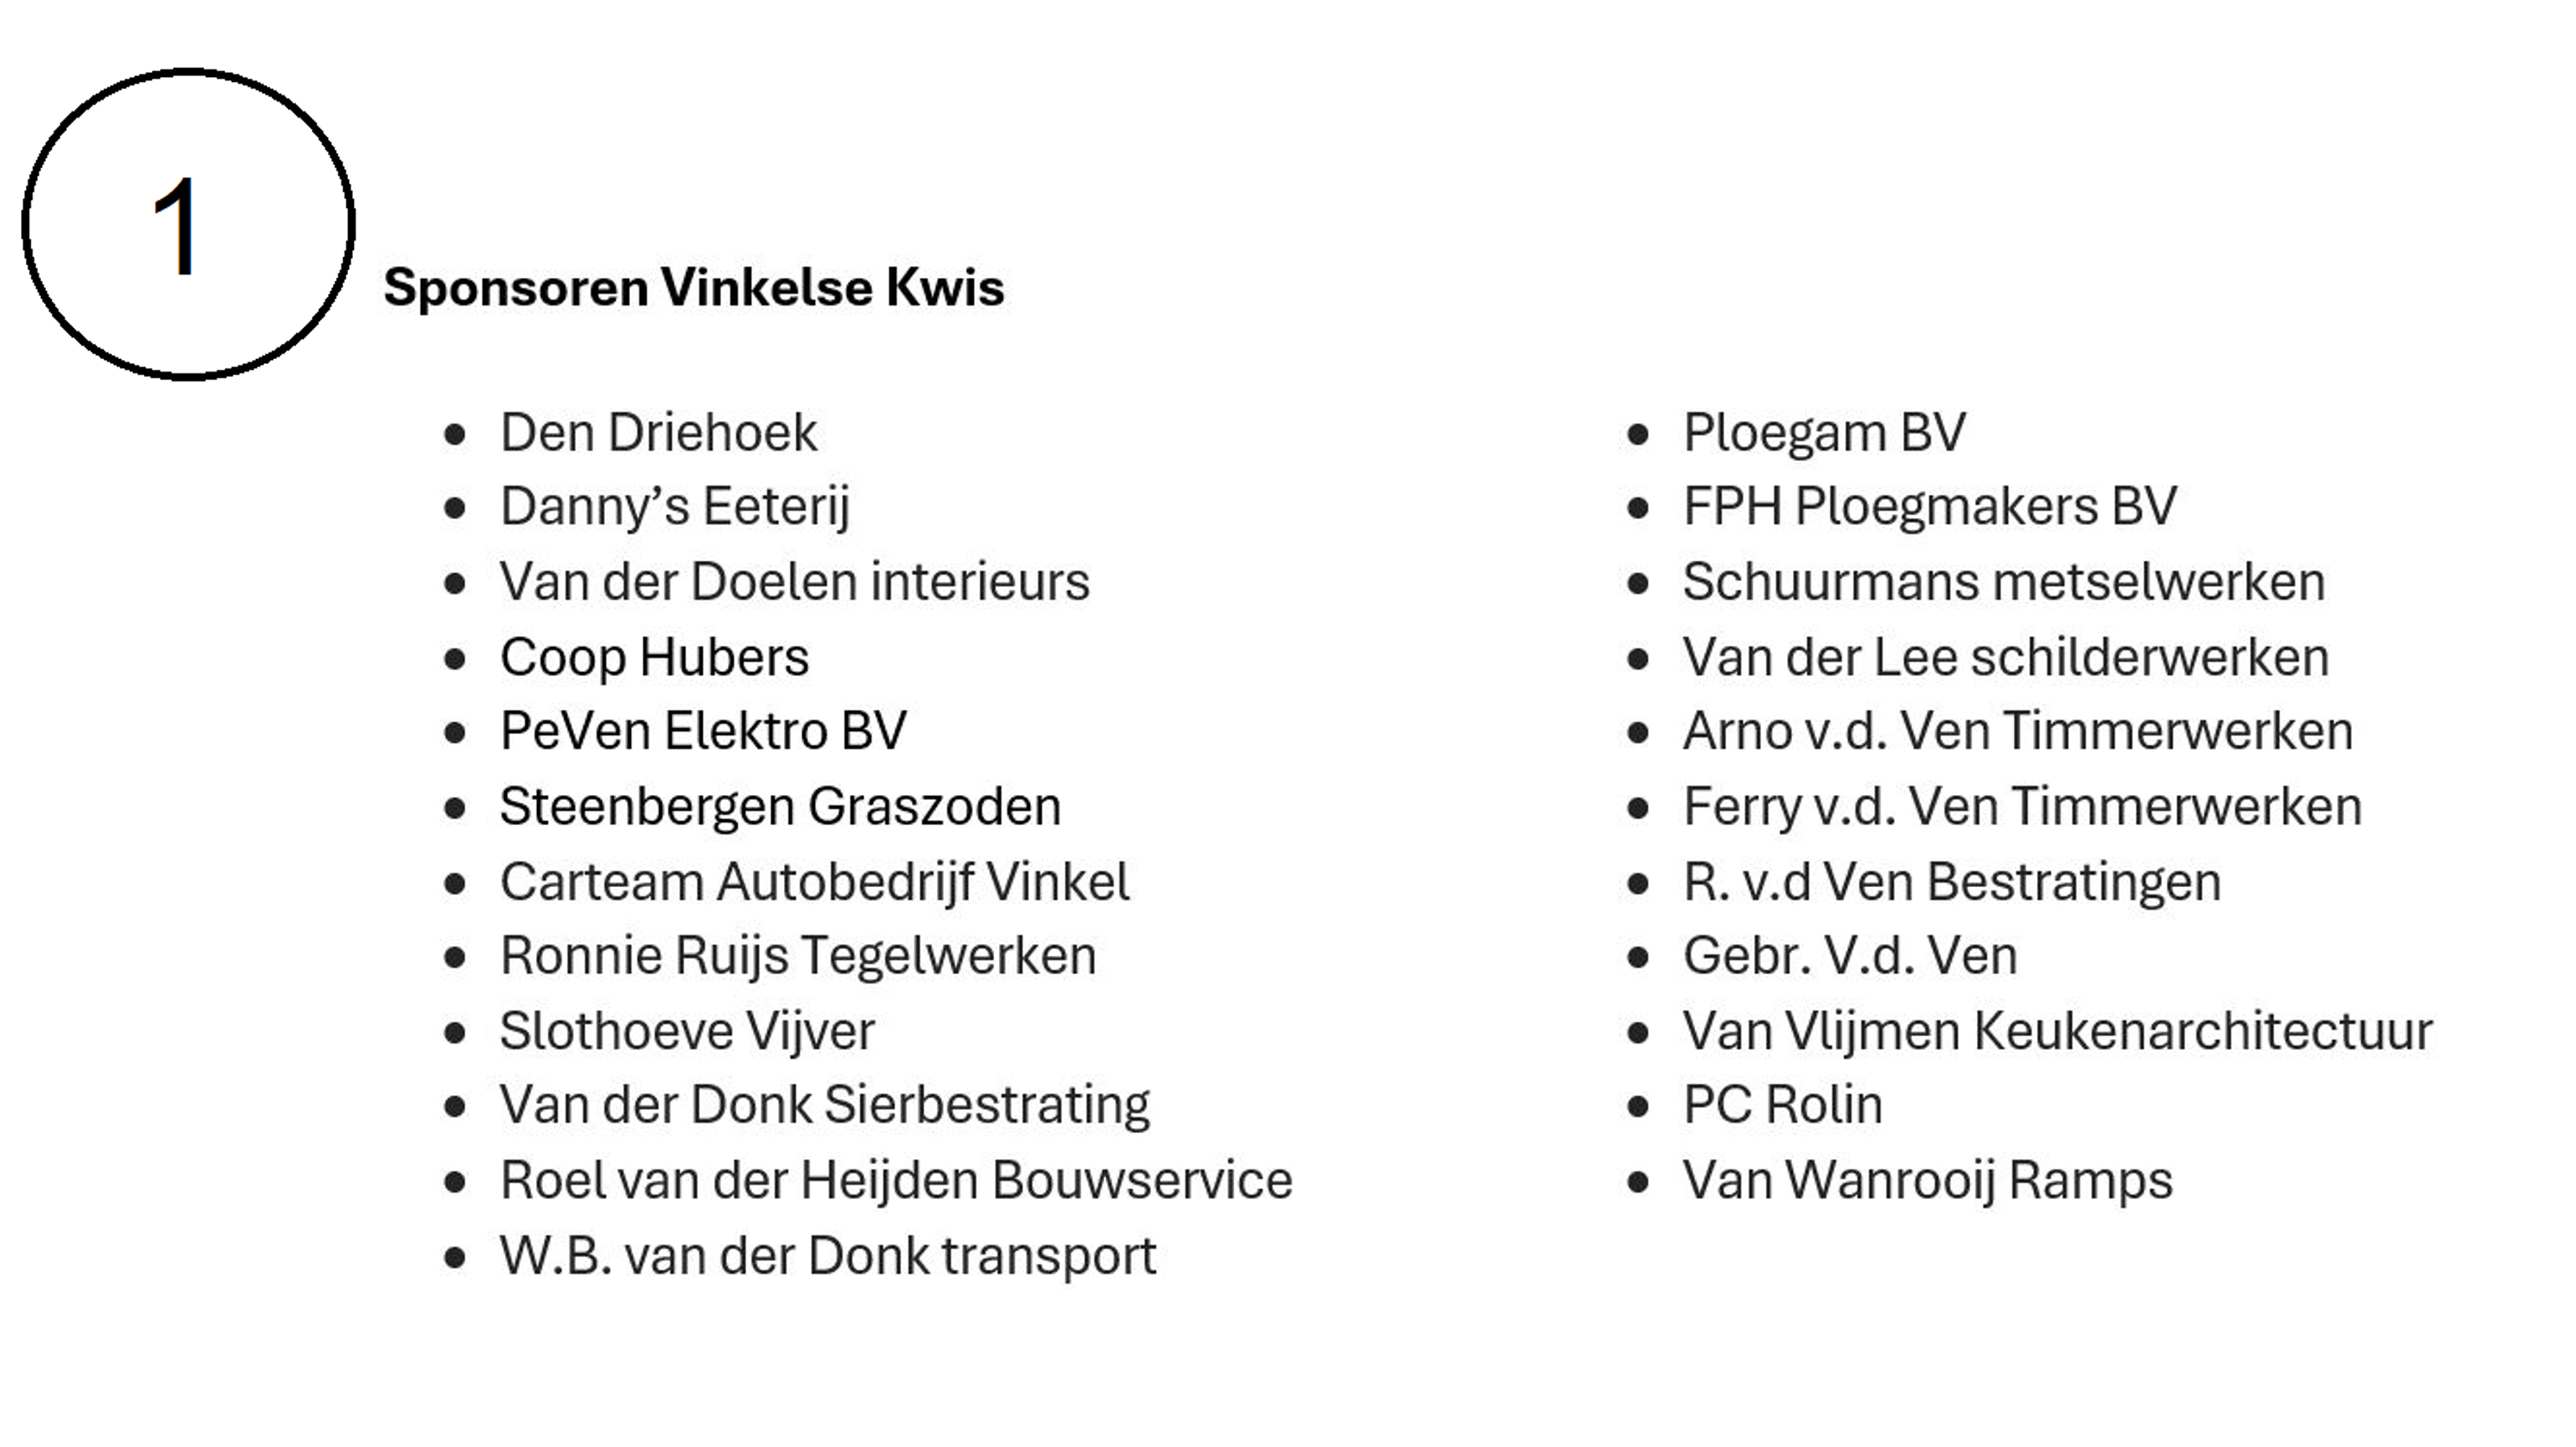 1
Sponsoren Vinkelse Kwis
Den Driehoek
Danny’s Eeterij
Van der Doelen interieurs
Coop Hubers
PeVen Elektro BV
Steenbergen Graszoden
Carteam Autobedrijf Vinkel
Ronnie Ruijs Tegelwerken
Slothoeve Vijver
Van der Donk Sierbestrating
Roel van der Heijden Bouwservice
W.B. van der Donk transport
Ploegam BV
FPH Ploegmakers BV
Schuurmans metselwerken
Van der Lee schilderwerken
Arno v.d. Ven Timmerwerken
Ferry v.d. Ven Timmerwerken
R. v.d Ven Bestratingen
Gebr. V.d. Ven
Van Vlijmen Keukenarchitectuur
PC Rolin
Van Wanrooij Ramps